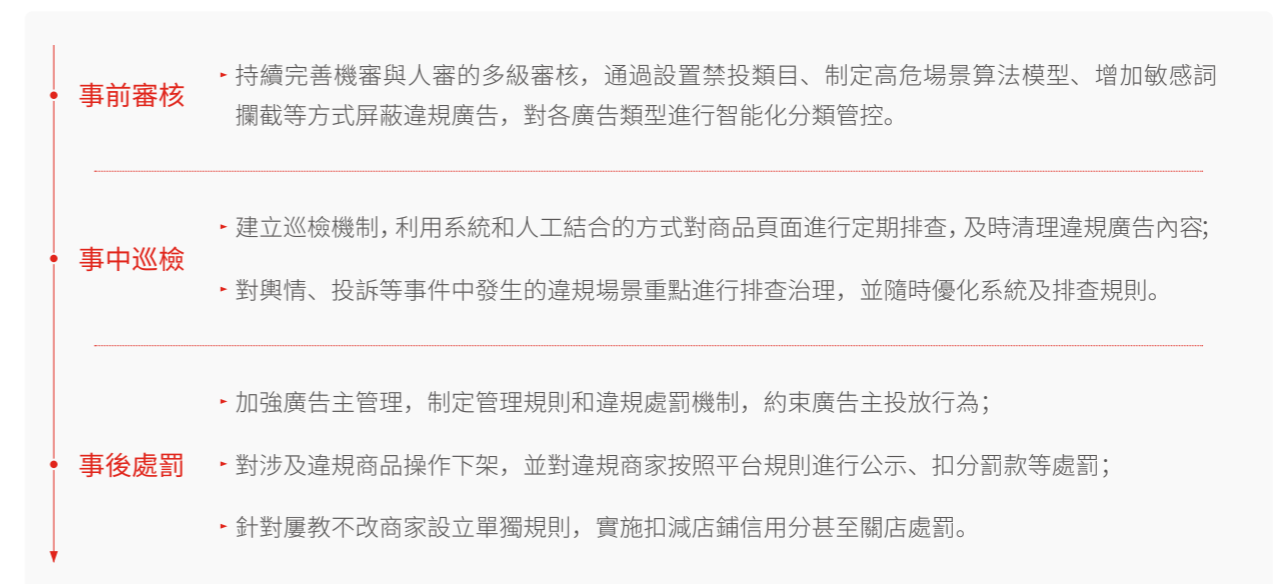 事前審核
持續完善機審與人審的多級審核，通過設置禁投類目、制定高危場景算法模型、增加敏感詞
攔截等方式屏蔽違規廣告，對各廣告類型進行智能化分類管控。
事中巡檢
建立巡檢機制，利用系統和人工結合的方式對商品頁面進行定期排查，及時清理違規廣告內容；
對輿情、投訴等事件中發生的違規場景重點進行排查治理，並隨時優化系統及排查規則。
事後處罰
加強廣告主管理，制定管理規則和違規處罰機制，約束廣告主投放行為；
對涉及違規商品操作下架，並對違規商家按照平台規則進行公示、扣分罰款等處罰；
針對屢教不改商家設立單獨規則，實施扣減店鋪信用分甚至關店處罰。